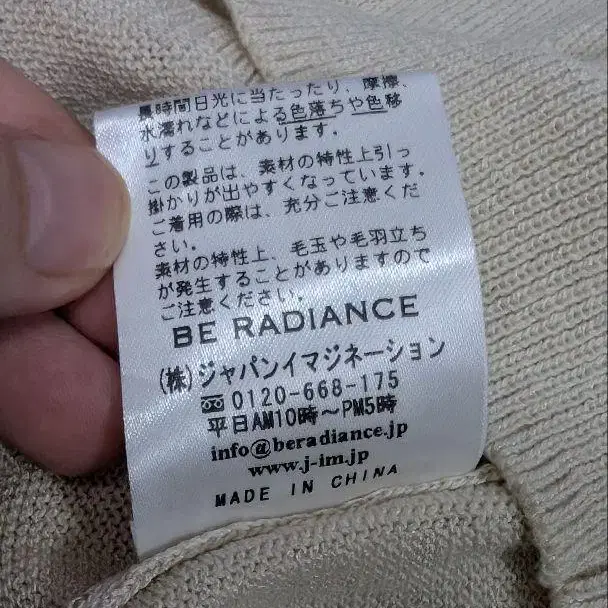 長時間日光に当たったり、摩擦、
水濡れなどによる色落ちや色移
りすることがあります。
この製品は、素材の特性上引っ
掛かりが出やすくなっています。
ご着用の際は、充分ご注意くだ
さい。
素材の特性上、毛玉や毛羽立ち
が発生することがありますので
ご注意ください。
BE RADIANCE
(株)ジャパンイマジネーション
0120-668-175
平日AM10時～PM5時
info@beradiance.jp
www.j-im.jp
MADE IN CHINA